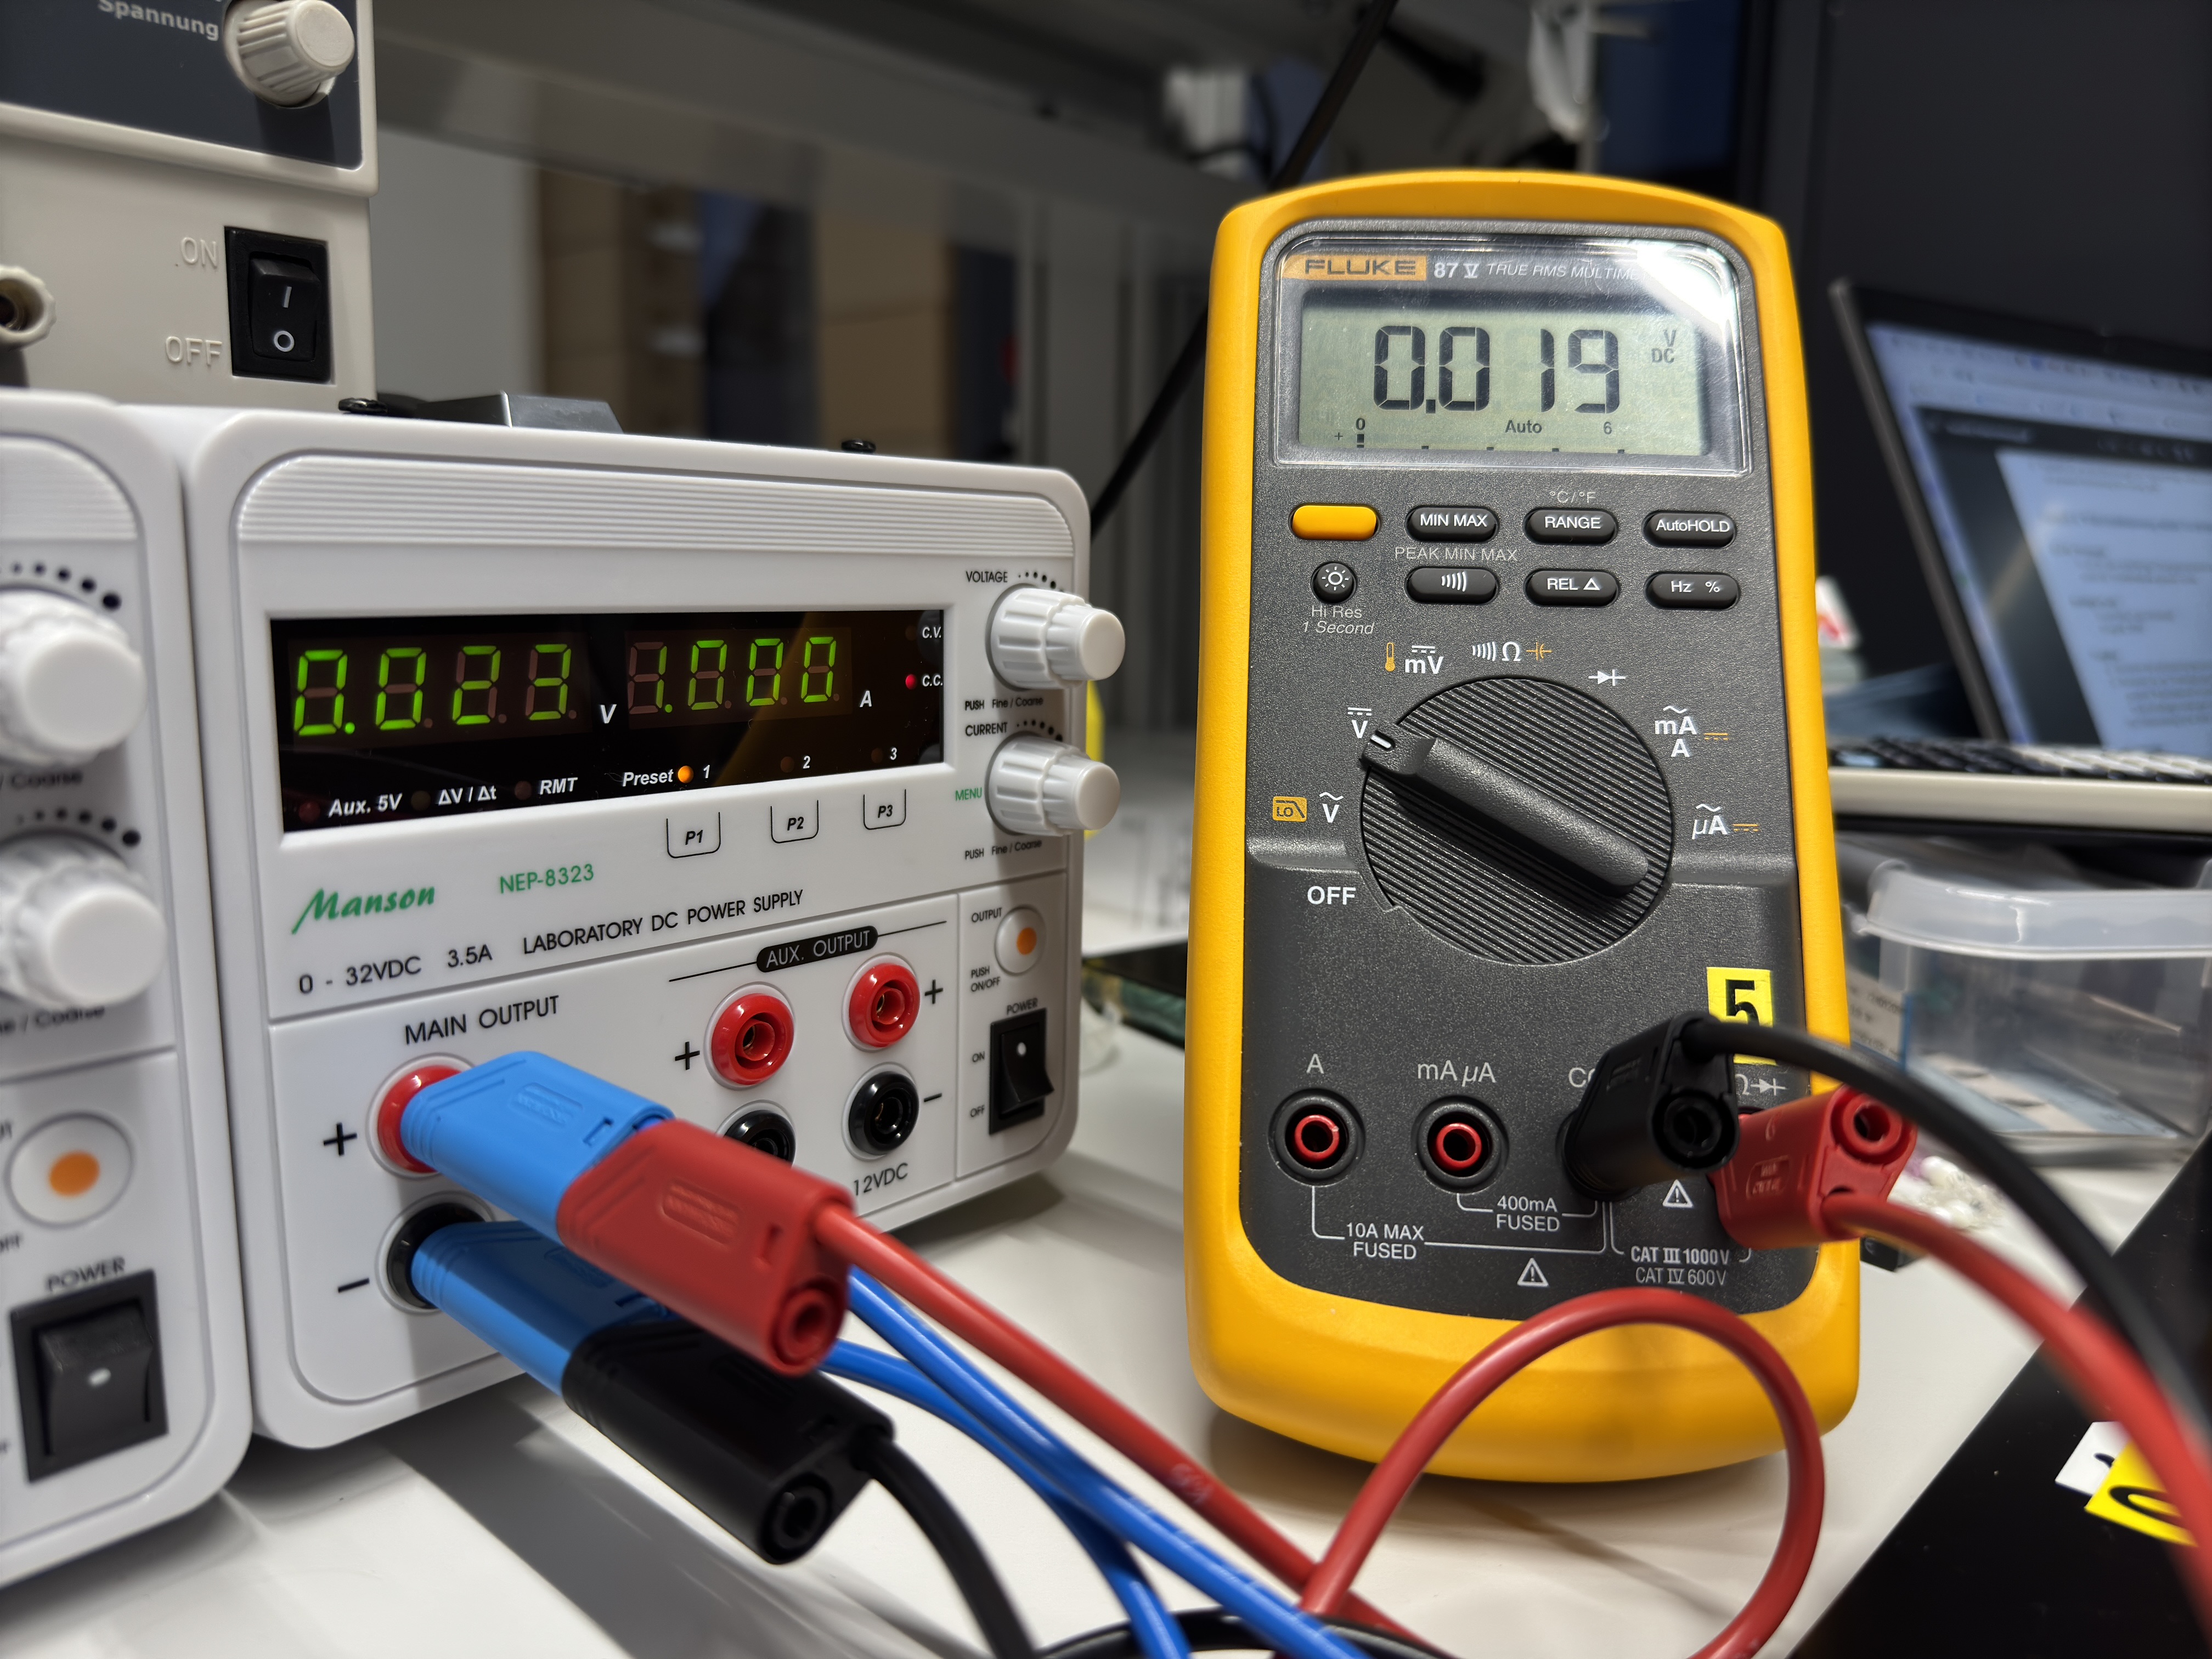 Spannung
ON
I
O
OFF
0.023 V 1.000 A
C.V.
C.C.
Aux. 5V ΔV / Δt RMT Preset 1 2 3
P1 P2 P3
VOLTAGE
PUSH Fine / Coarse
CURRENT
MENU
PUSH Fine / Coarse
Manson NEP-8323
0 - 32VDC 3.5A LABORATORY DC POWER SUPPLY
MAIN OUTPUT
AUX. OUTPUT
OUTPUT
PUSH
ON/OFF
POWER
ON
OFF
+ + +
- -
12VDC
/ Coarse
POWER
FLUKE 87 V TRUE RMS
0.019 V
DC
+ 0 Auto 6
°C/°F
MIN MAX RANGE AutoHOLD
PEAK MIN MAX
REL Δ Hz %
Hi Res
1 Second
mV Ω
V mA
A
LO V µA
OFF
5
A mA µA
Ω
400mA
FUSED
10A MAX
FUSED
CAT III 1000V
CAT IV 600V